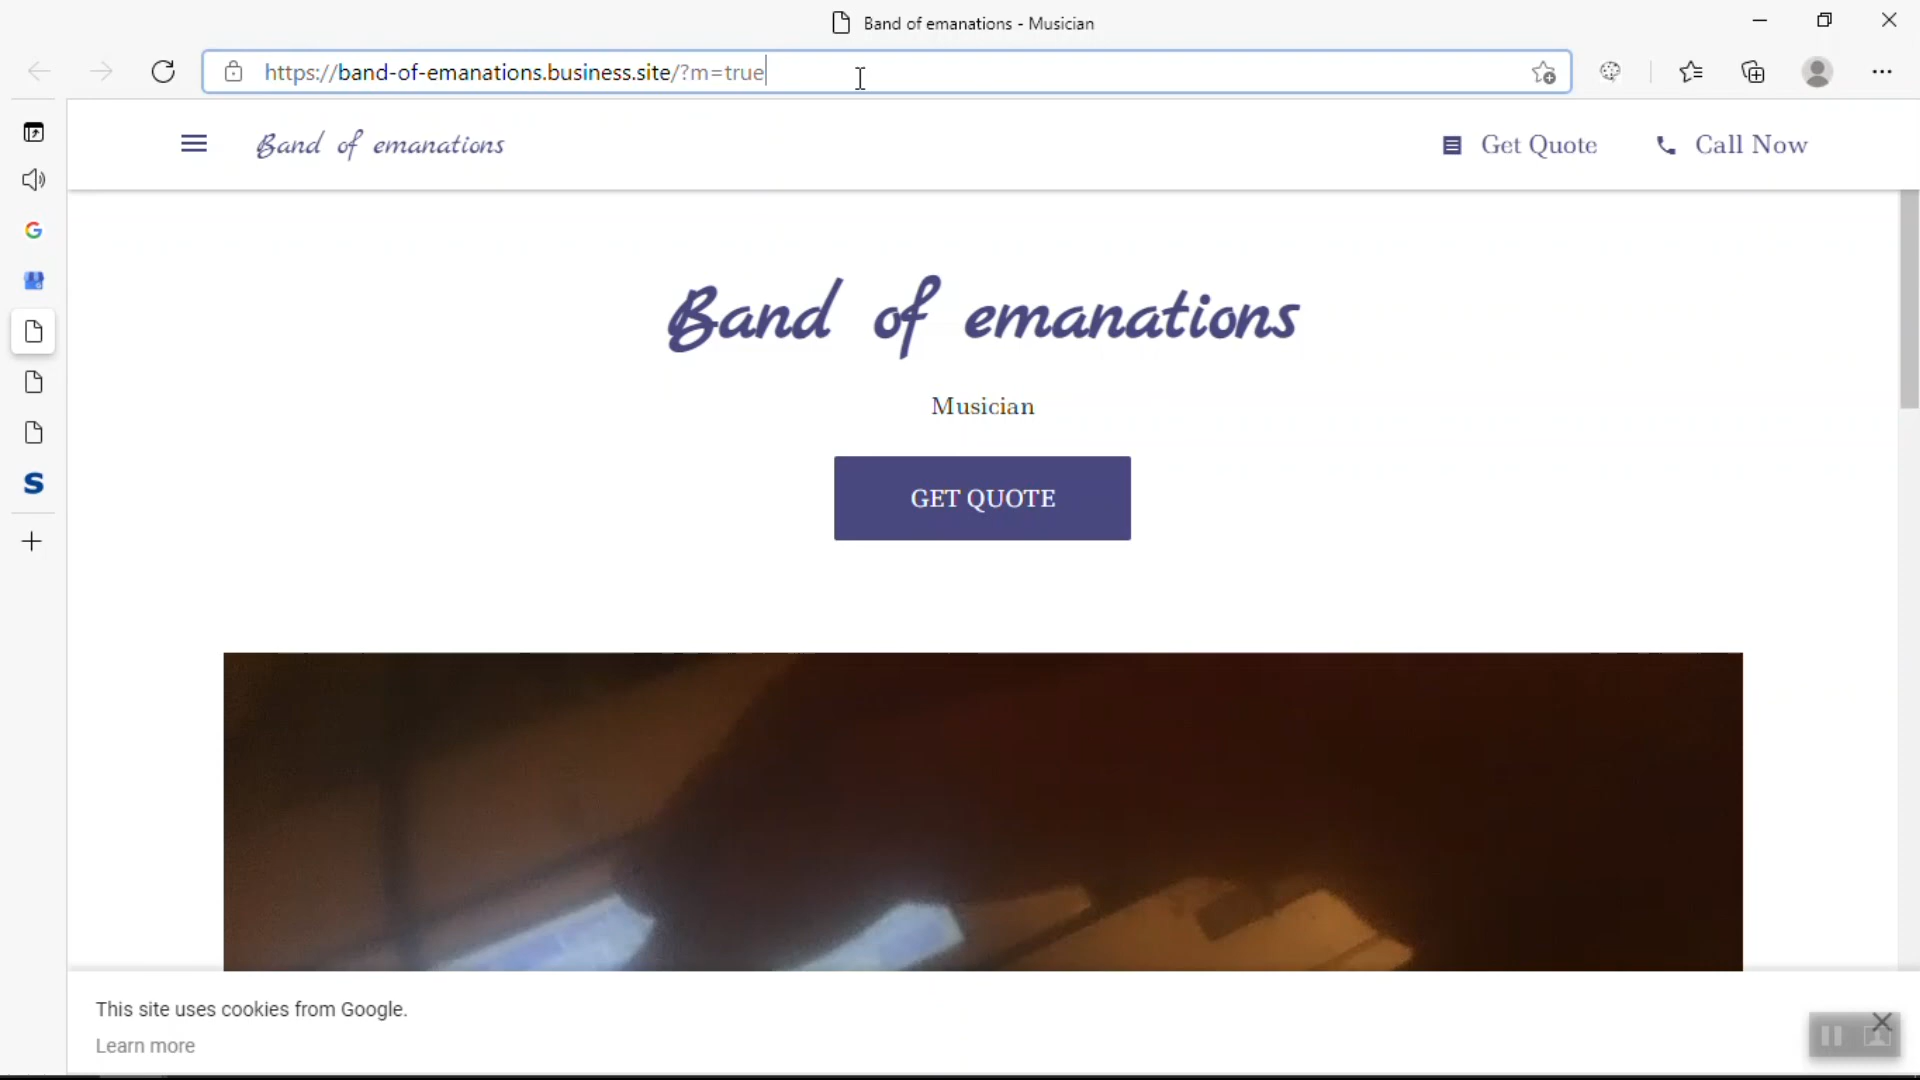 Band of emanations - Musician
https://band-of-emanations.business.site/?m=true
Band of emanations
Get Quote
Call Now
Band of emanations
Musician
GET QUOTE
This site uses cookies from Google.
Learn more